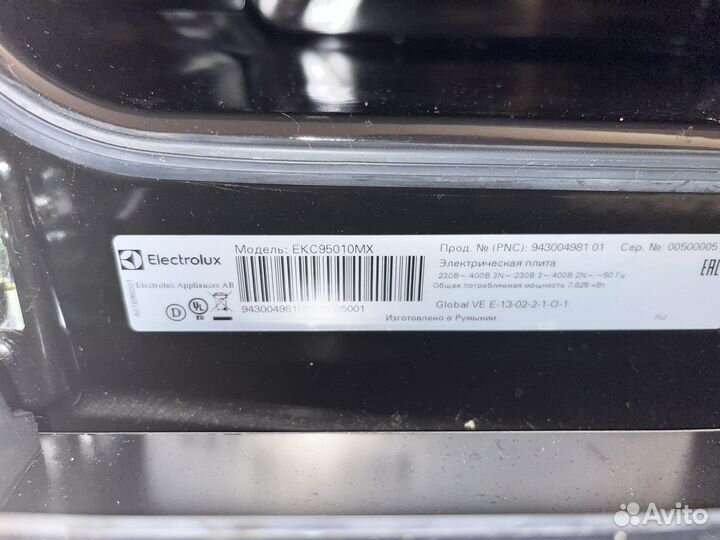 Electrolux
Electrolux Appliances AB
Модель: EKC95010MX
Изготовлено в Румынии
Прод. № (PNC): 943004981 01 Сер. №: 00500005
Электрическая плита
230В~ 400В 3N~/230В 3~ 400В 2N~, ~50 Гц
Общая потребляемая мощность 7,825 кВт
Global VE E-13-02-2-1-O-1
RU
EAC
D
UL
EU
Avito